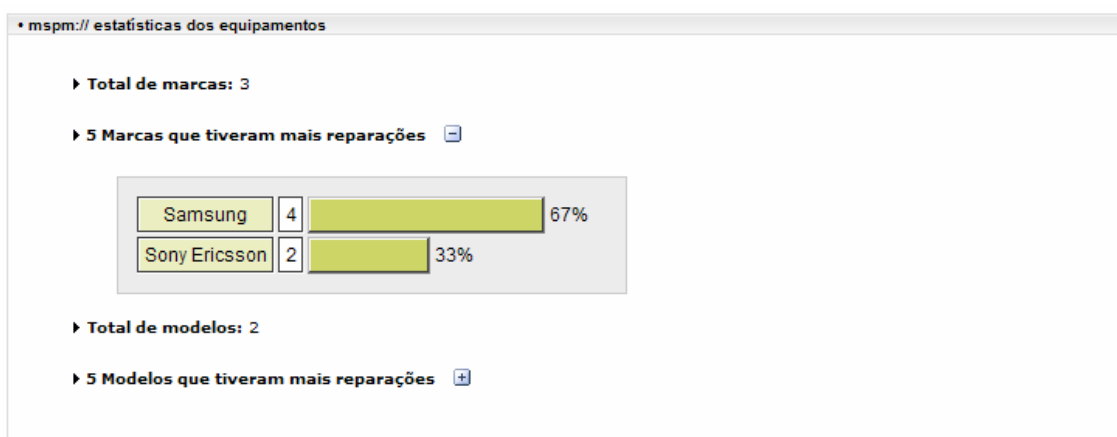 • mspm:// estatísticas dos equipamentos
Total de marcas: 3
5 Marcas que tiveram mais reparações
Samsung 4 67%
Sony Ericsson 2 33%
Total de modelos: 2
5 Modelos que tiveram mais reparações